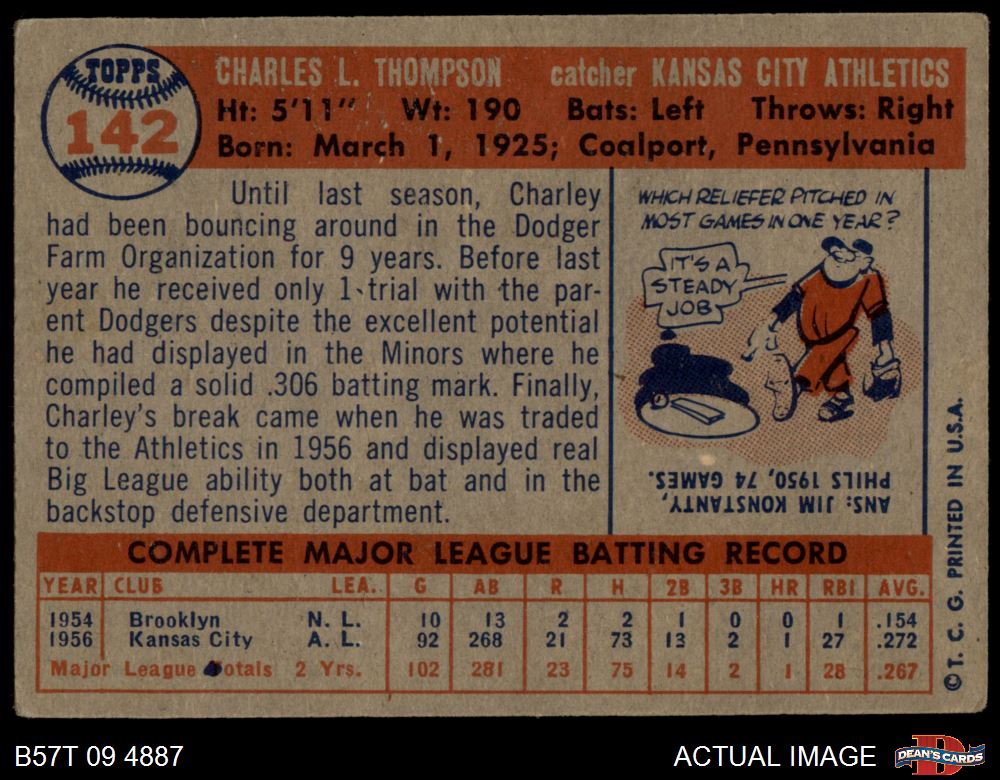 TOPPS
142
CHARLES L. THOMPSON catcher KANSAS CITY ATHLETICS
Ht: 5'11" Wt: 190 Bats: Left Throws: Right
Born: March 1, 1925; Coalport, Pennsylvania
Until last season, Charley
had been bouncing around in the Dodger
Farm Organization for 9 years. Before last
year he received only 1 trial with the par-
ent Dodgers despite the excellent potential
he had displayed in the Minors where he
compiled a solid .306 batting mark. Finally,
Charley's break came when he was traded
to the Athletics in 1956 and displayed real
Big League ability both at bat and in the
backstop defensive department.
WHICH RELIEFER PITCHED IN
MOST GAMES IN ONE YEAR?
IT'S A
STEADY
JOB
ANS: JIM KONSTANTY,
PHILS 1950, 74 GAMES.
© T. C. G. PRINTED IN U.S.A.
COMPLETE MAJOR LEAGUE BATTING RECORD
YEAR CLUB LEA. G AB R H 2B 3B HR RBI AVG.
1954 Brooklyn N. L. 10 13 2 2 1 0 0 1 .154
1956 Kansas City A. L. 92 268 21 73 13 2 1 27 .272
Major League Totals 2 Yrs. 102 281 23 75 14 2 1 28 .267
B57T 09 4887
ACTUAL IMAGE
DEAN'S CARDS